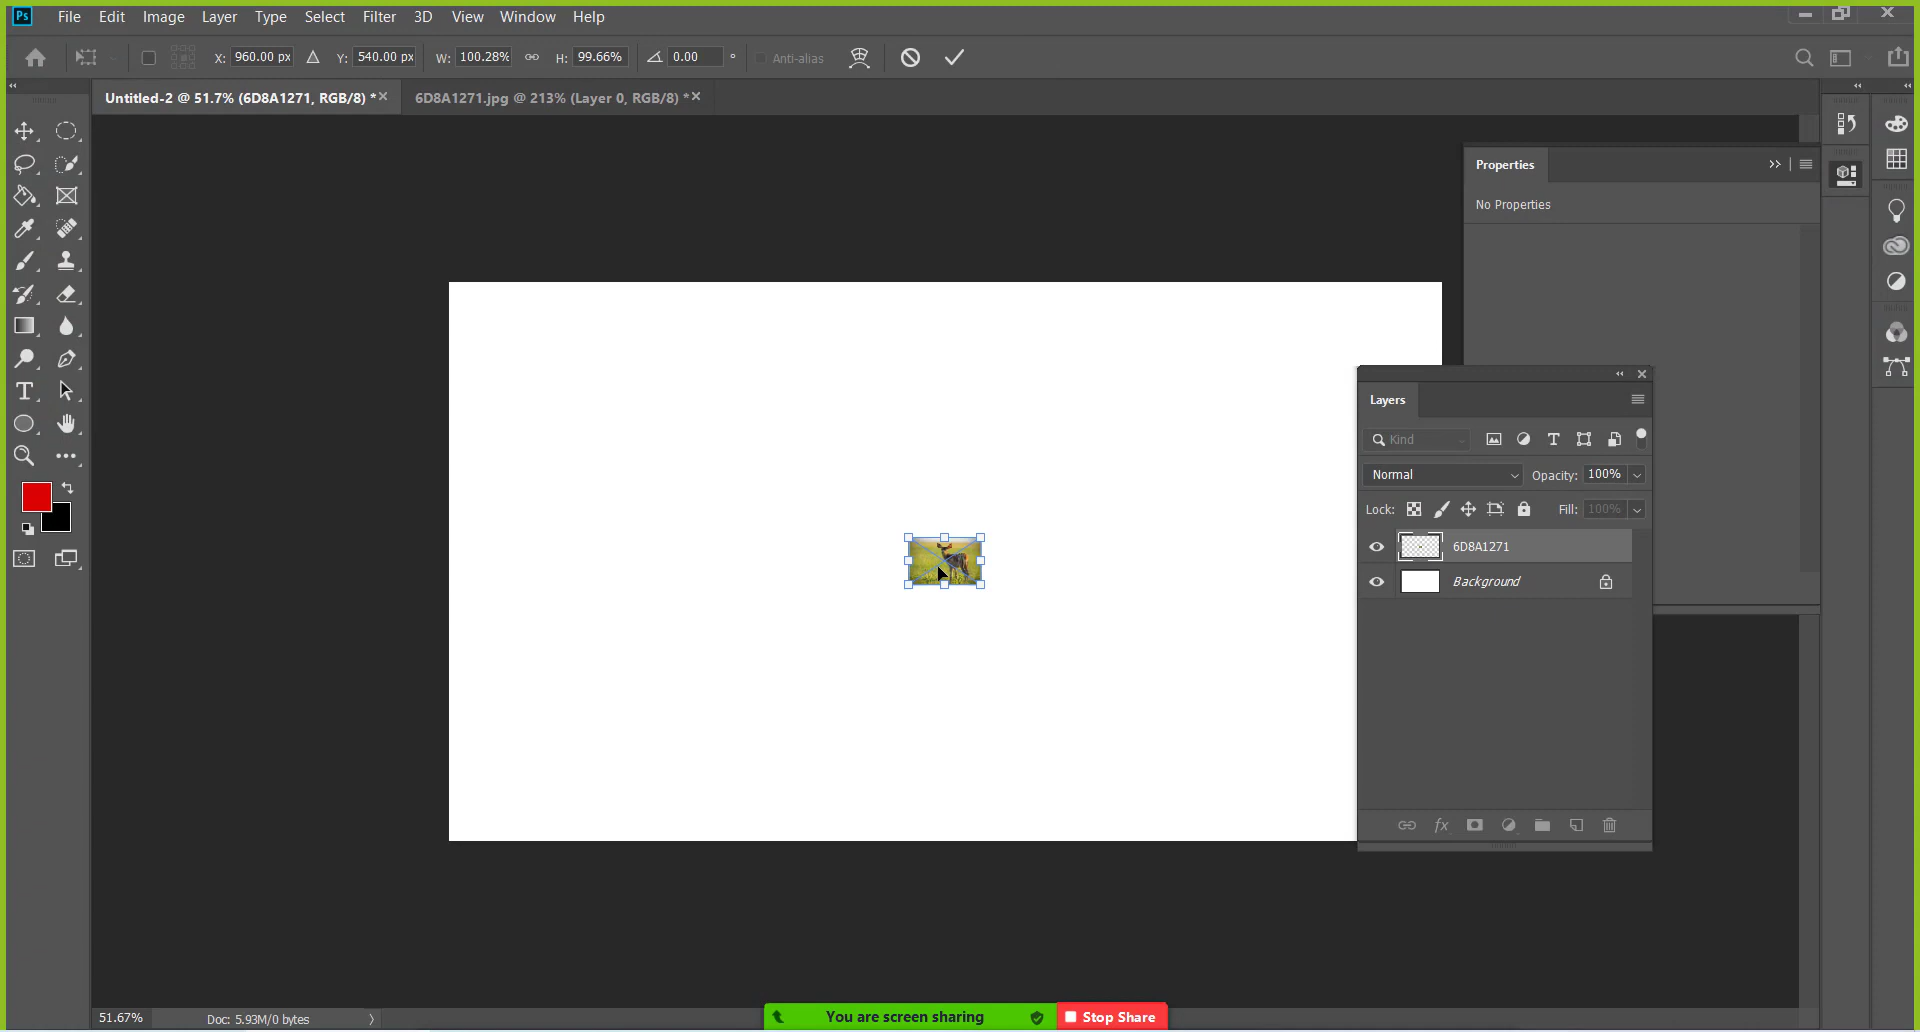 Ps File Edit Image Layer Type Select Filter 3D View Window Help
X: 960.00 px Y: 540.00 px W: 100.28% H: 99.66% 0.00 ° Anti-alias
Untitled-2 @ 51.7% (6D8A1271, RGB/8) * 6D8A1271.jpg @ 213% (Layer 0, RGB/8) *
Properties
No Properties
Layers
Kind
Normal Opacity: 100%
Lock: Fill: 100%
6D8A1271
Background
51.67% Doc: 5.93M/0 bytes
You are screen sharing Stop Share